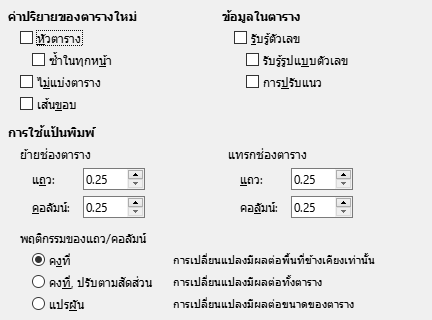 ค่าปริยายของตารางใหม่
หัวตาราง
ซ้ำในทุกหน้า
ไม่แบ่งตาราง
เส้นขอบ
ข้อมูลในตาราง
รับรู้ตัวเลข
รับรู้รูปแบบตัวเลข
การปรับแนว
การใช้แป้นพิมพ์
ย้ายช่องตาราง
แถว: 0.25
คอลัมน์: 0.25
แทรกช่องตาราง
แถว: 0.25
คอลัมน์: 0.25
พฤติกรรมของแถว/คอลัมน์
คงที่ การเปลี่ยนแปลงมีผลต่อพื้นที่ข้างเคียงเท่านั้น
คงที่, ปรับตามสัดส่วน การเปลี่ยนแปลงมีผลต่อทั้งตาราง
แปรผัน การเปลี่ยนแปลงมีผลต่อขนาดของตาราง